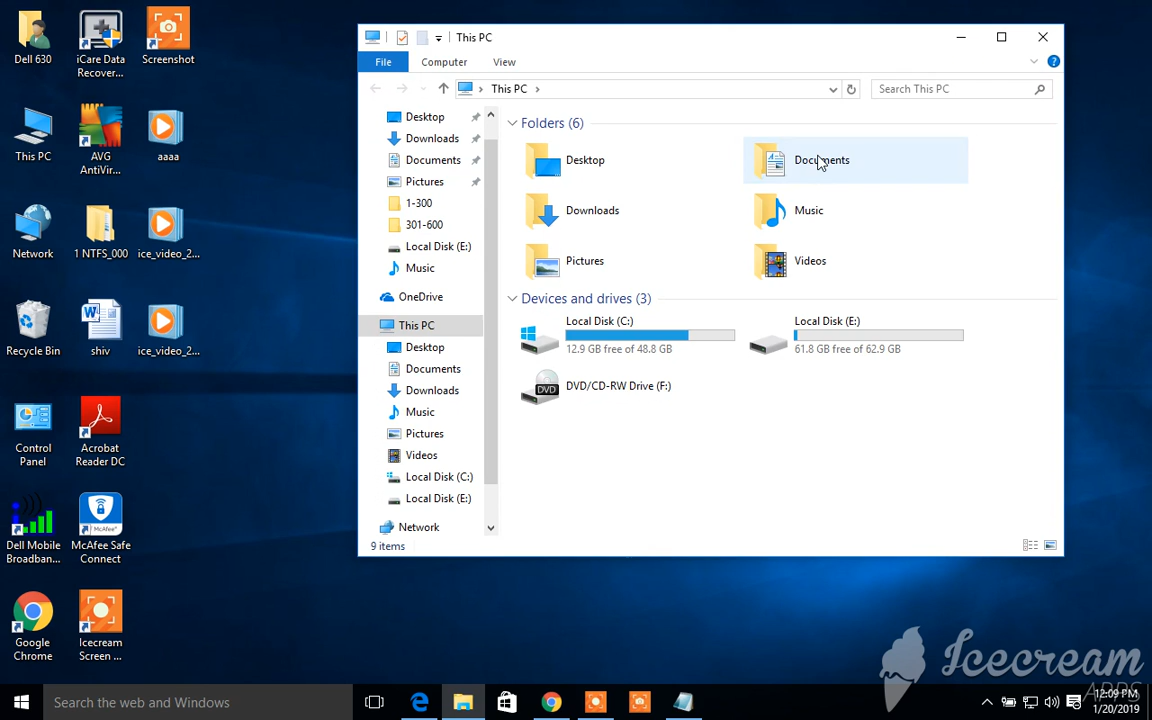 Dell 630
iCare Data
Recover...
Screenshot
This PC
AVG
AntiVir...
aaaa
Network
1 NTFS_000
ice_video_2...
Recycle Bin
shiv
ice_video_2...
Control
Panel
Acrobat
Reader DC
Dell Mobile
Broadban...
McAfee Safe
Connect
McAfee
Google
Chrome
Icecream
Screen ...
This PC
File
Computer
View
This PC
Search This PC
Desktop
Downloads
Documents
Pictures
1-300
301-600
Local Disk (E:)
Music
OneDrive
This PC
Desktop
Documents
Downloads
Music
Pictures
Videos
Local Disk (C:)
Local Disk (E:)
Network
Folders (6)
Desktop
Documents
Downloads
Music
Pictures
Videos
Devices and drives (3)
Local Disk (C:)
12.9 GB free of 48.8 GB
Local Disk (E:)
61.8 GB free of 62.9 GB
DVD
DVD/CD-RW Drive (F:)
9 items
Icecream
APPS
Search the web and Windows
12:09 PM
1/20/2019